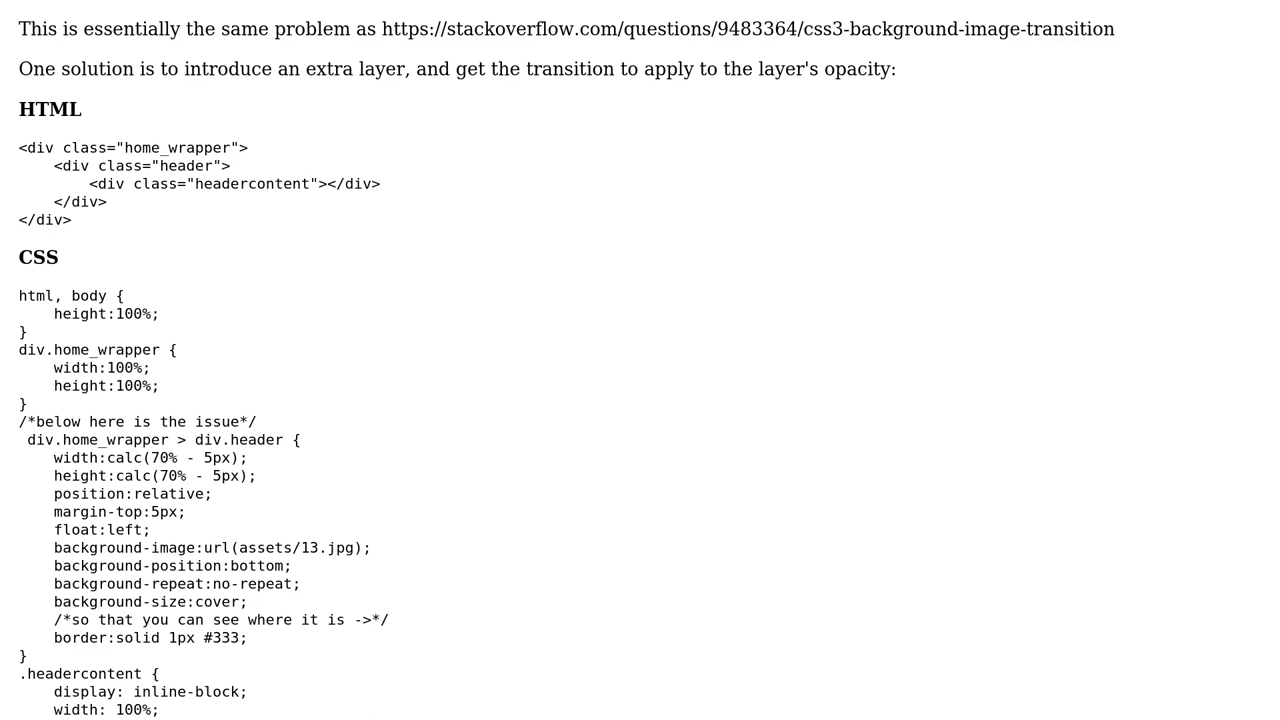 This is essentially the same problem as https://stackoverflow.com/questions/9483364/css3-background-image-transition
One solution is to introduce an extra layer, and get the transition to apply to the layer's opacity:
HTML
<div class="home_wrapper">
    <div class="header">
        <div class="headercontent"></div>
    </div>
</div>
CSS
html, body {
    height:100%;
}
div.home_wrapper {
    width:100%;
    height:100%;
}
/*below here is the issue*/
 div.home_wrapper > div.header {
    width:calc(70% - 5px);
    height:calc(70% - 5px);
    position:relative;
    margin-top:5px;
    float:left;
    background-image:url(assets/13.jpg);
    background-position:bottom;
    background-repeat:no-repeat;
    background-size:cover;
    /*so that you can see where it is ->*/
    border:solid 1px #333;
}
.headercontent {
    display: inline-block;
    width: 100%;